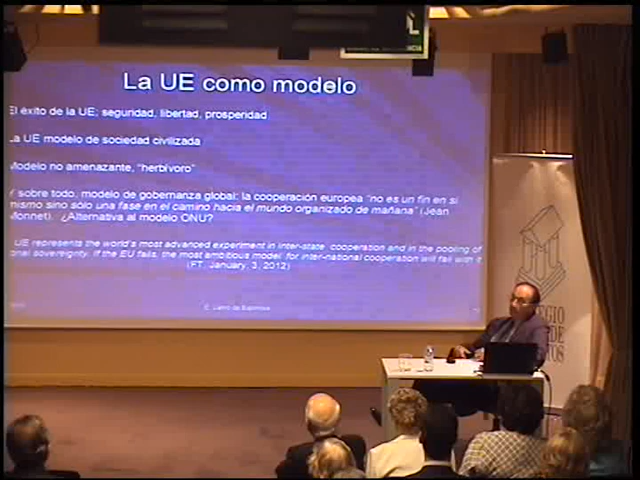 La UE como modelo
El éxito de la UE; seguridad, libertad, prosperidad
La UE modelo de sociedad civilizada
Modelo no amenazante, "herbívoro"
Y sobre todo, modelo de gobernanza global: la cooperación europea "no es un fin en sí
mismo sino sólo una fase en el camino hacia el mundo organizado de mañana" (Jean
Monnet). ¿Alternativa al modelo ONU?
UE represents the world's most advanced experiment in inter-state cooperation and in the pooling of
onal sovereignty. If the EU fails, the most ambitious model for inter-national cooperation will fail with it
(FT, January, 3, 2012)
EGIO
DE
TOS